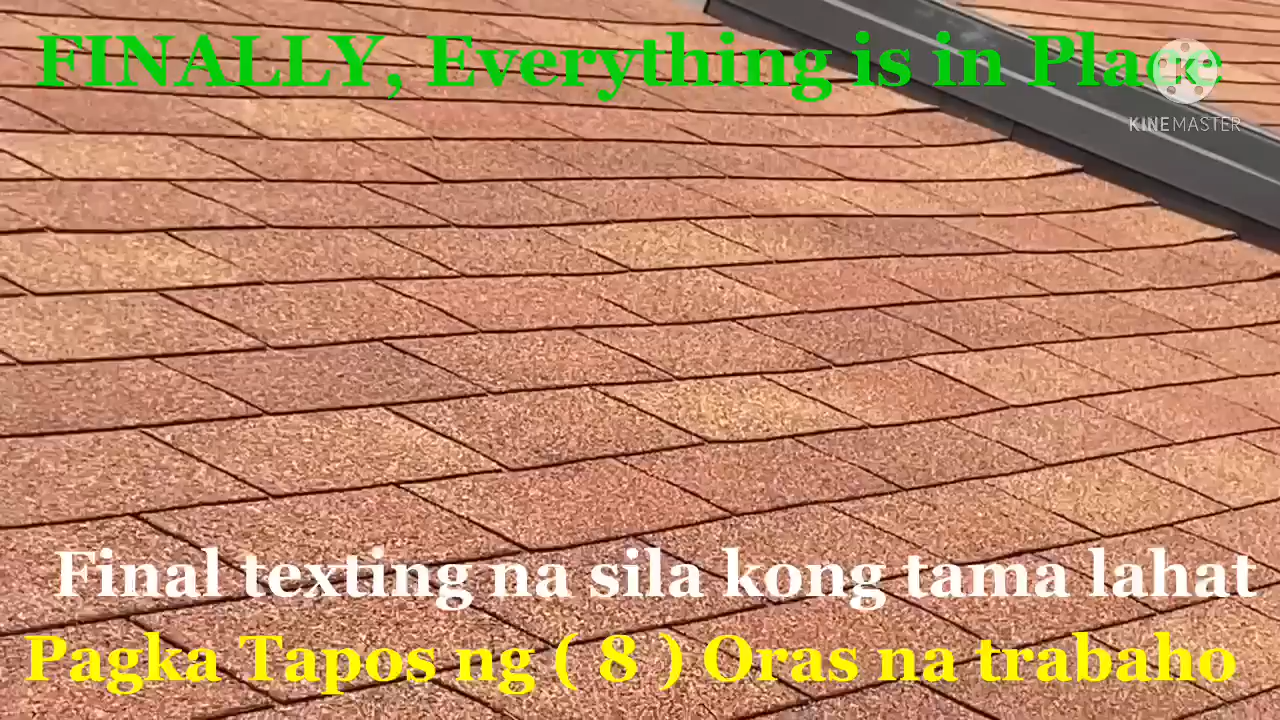 FINALLY, Everything is in Place
KINEMASTER
Final texting na sila kong tama lahat
Pagka Tapos ng ( 8 ) Oras na trabaho